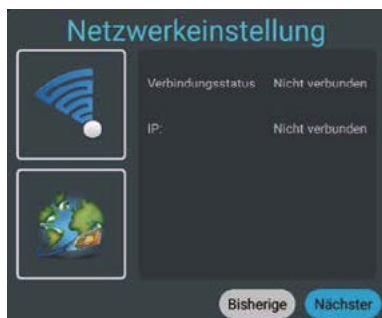 Netzwerkeinstellung
Verbindungsstatus Nicht verbunden
IP: Nicht verbunden
Bisherige Nächster